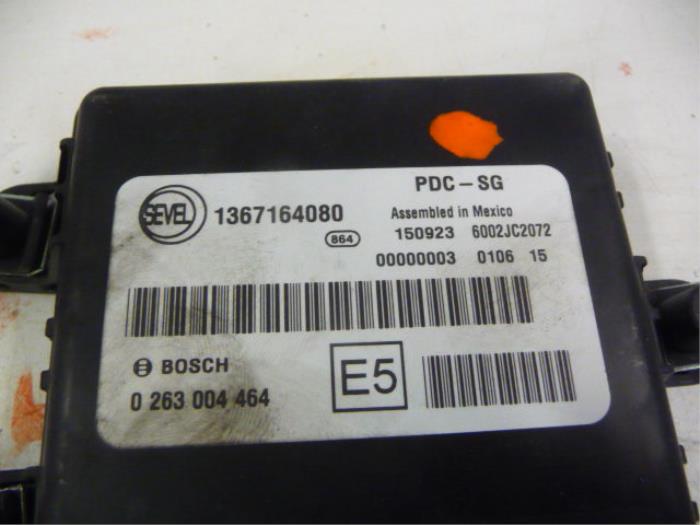 PDC-SG
SEVEL 1367164080
Assembled in Mexico
864 150923 6002JC2072
00000003 0106 15
BOSCH
E5
0 263 004 464